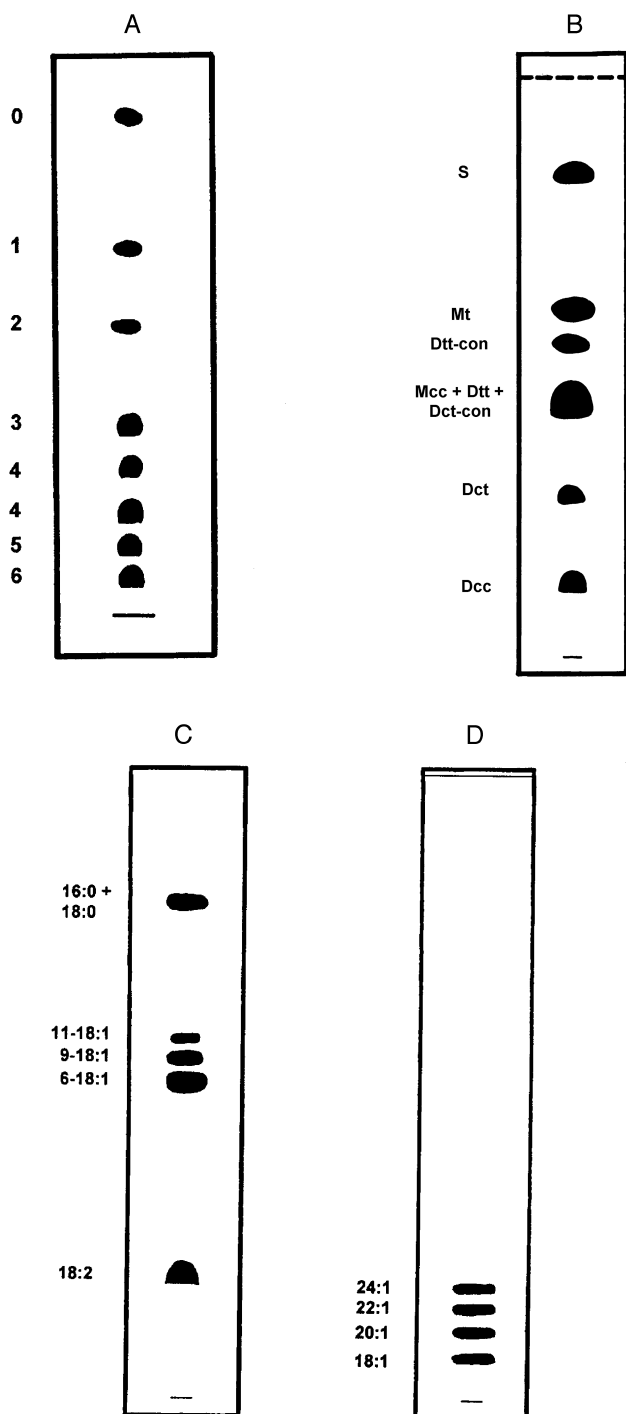 A
0
1
2
3
4
4
5
6
B
S
Mt
Dtt-con
Mcc + Dtt +
Dct-con
Dct
Dcc
C
16:0 +
18:0
11-18:1
9-18:1
6-18:1
18:2
D
24:1
22:1
20:1
18:1